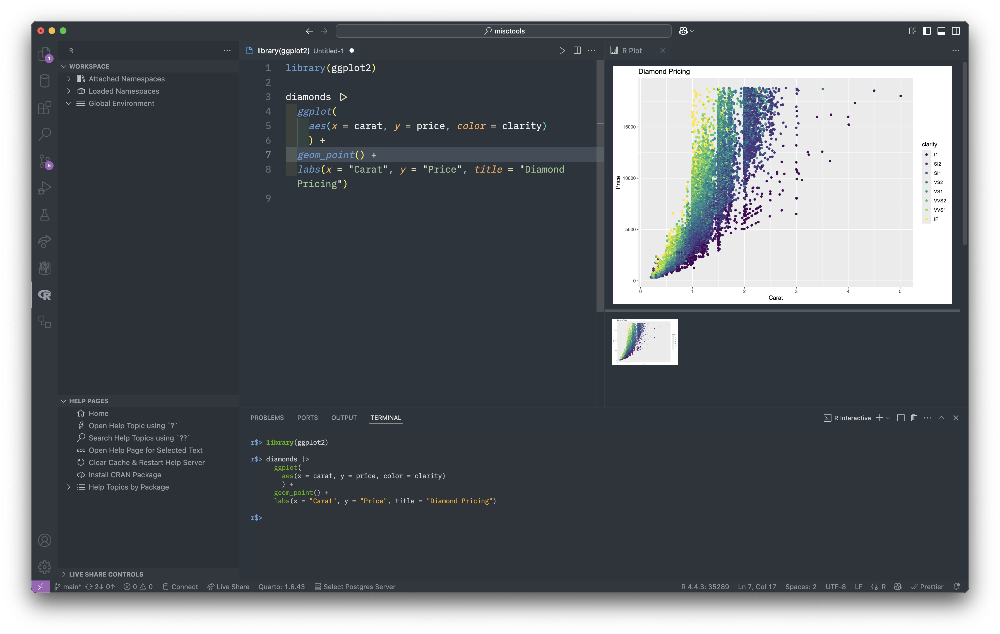 misctools
R
WORKSPACE
Attached Namespaces
Loaded Namespaces
Global Environment
HELP PAGES
Home
Open Help Topic using `?`
Search Help Topics using `??`
abc Open Help Page for Selected Text
Clear Cache & Restart Help Server
Install CRAN Package
Help Topics by Package
LIVE SHARE CONTROLS
1
5
library(ggplot2) Untitled-1
1 library(ggplot2)
2
3 diamonds |>
4 ggplot(
5 aes(x = carat, y = price, color = clarity)
6 ) +
7 geom_point() +
8 labs(x = "Carat", y = "Price", title = "Diamond
Pricing")
9
R Plot
Diamond Pricing
Price
15000
10000
5000
0
0 1 2 3 4 5
Carat
clarity
I1
SI2
SI1
VS2
VS1
VVS2
VVS1
IF
PROBLEMS PORTS OUTPUT TERMINAL
R Interactive
r$> library(ggplot2)
r$> diamonds |>
ggplot(
aes(x = carat, y = price, color = clarity)
) +
geom_point() +
labs(x = "Carat", y = "Price", title = "Diamond Pricing")
r$>
main* 2↓ 0↑ 0 0 Connect Live Share Quarto: 1.6.43 Select Postgres Server
R 4.4.3: 35289 Ln 7, Col 17 Spaces: 2 UTF-8 LF R Prettier